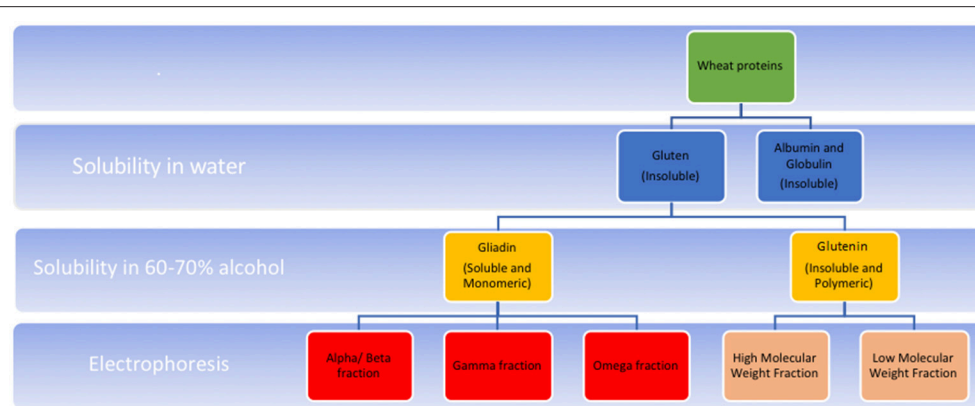 Wheat proteins
Solubility in water
Gluten
(Insoluble)
Albumin and
Globulin
(Insoluble)
Solubility in 60-70% alcohol
Gliadin
(Soluble and
Monomeric)
Glutenin
(Insoluble and
Polymeric)
Electrophoresis
Alpha/ Beta
fraction
Gamma fraction
Omega fraction
High Molecular
Weight Fraction
Low Molecular
Weight Fraction